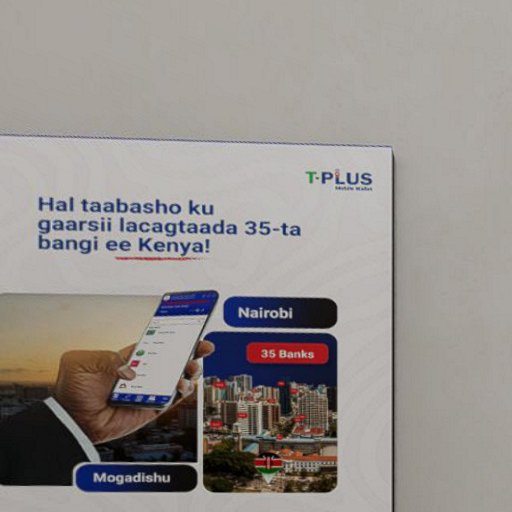 T-PLUS
Mobile Wallet
Hal taabasho ku
gaarsii lacagtaada 35-ta
bangi ee Kenya!
Nairobi
35 Banks
Mogadishu